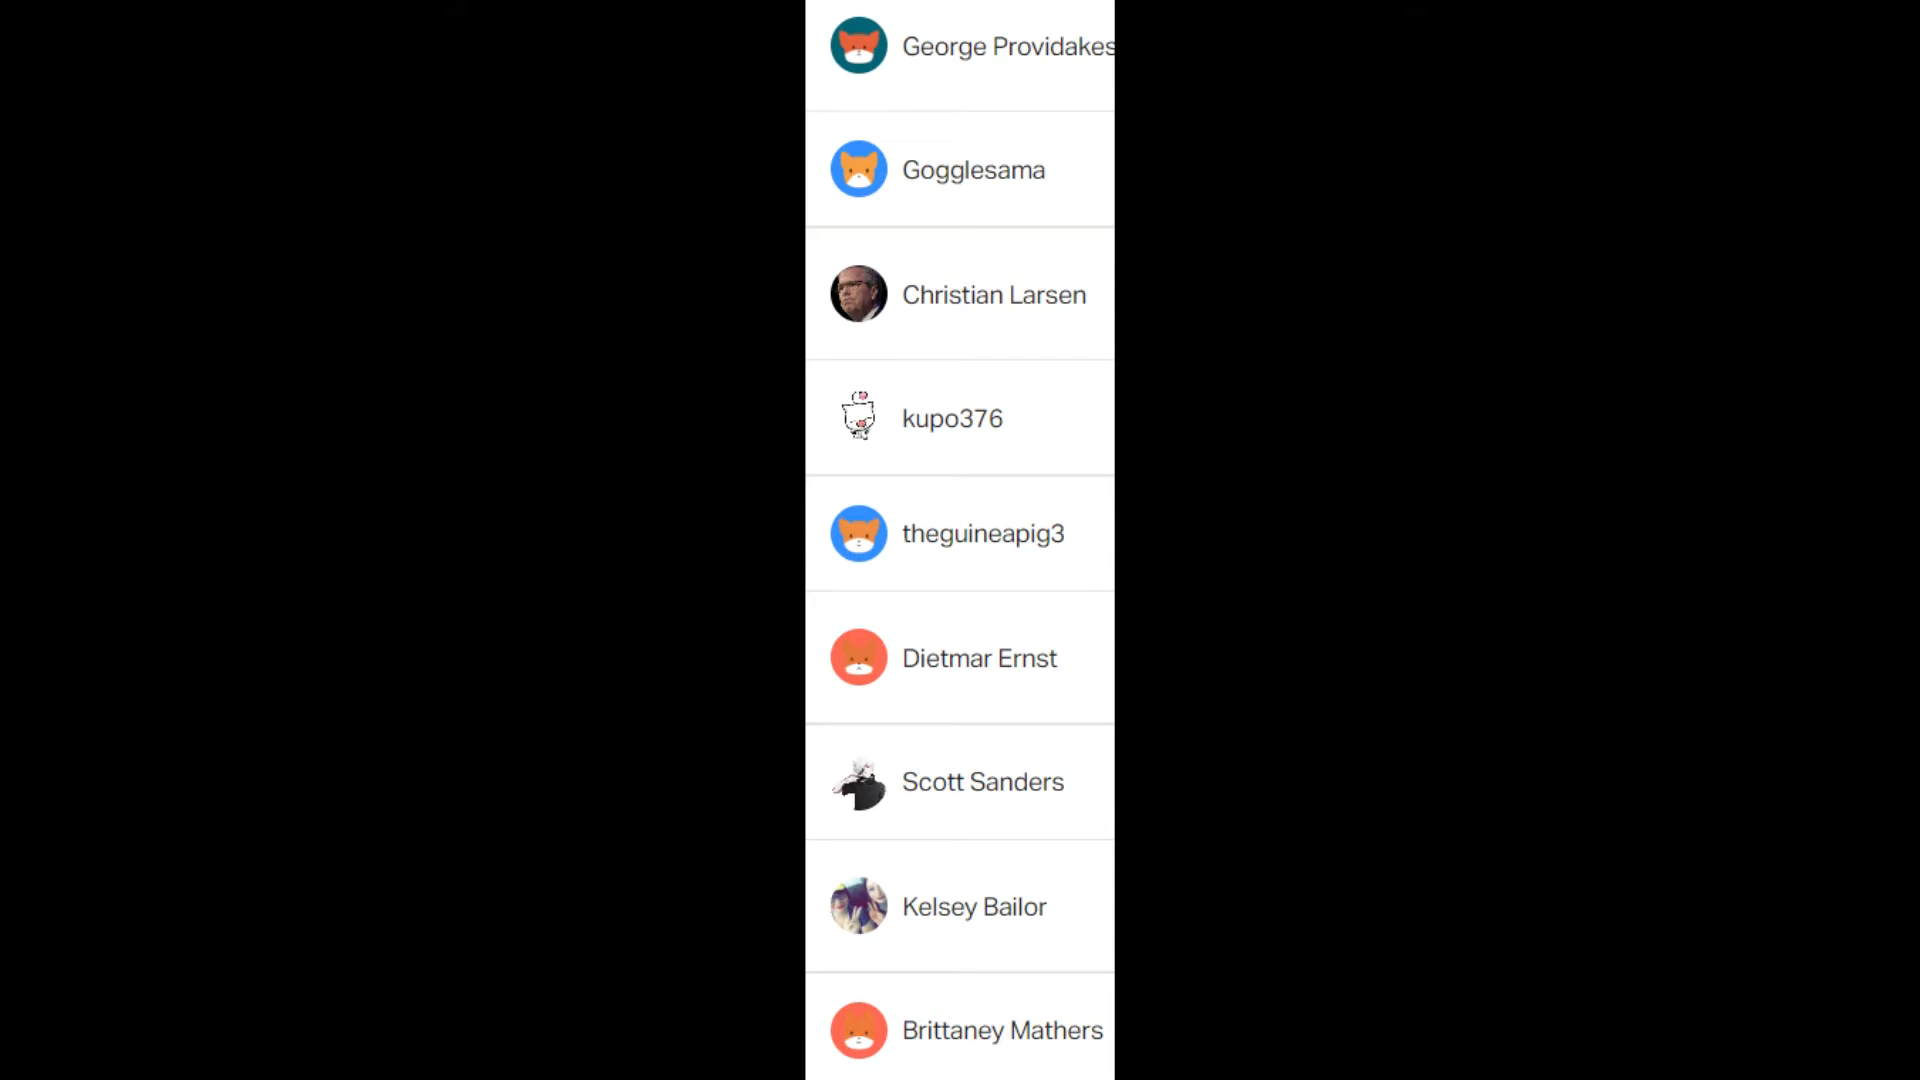 George Providakes
Gogglesama
Christian Larsen
kupo376
theguineapig3
Dietmar Ernst
Scott Sanders
Kelsey Bailor
Brittaney Mathers